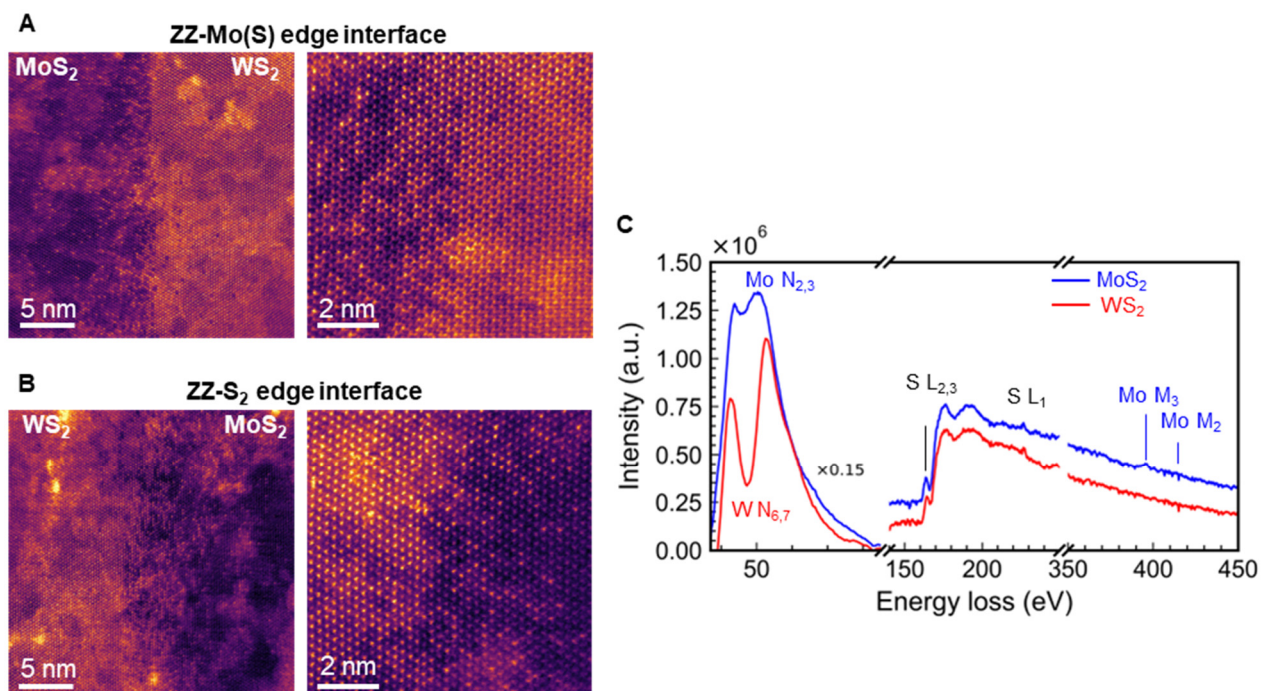 A
ZZ-Mo(S) edge interface
MoS₂
WS₂
5 nm
2 nm
B
ZZ-S₂ edge interface
WS₂
MoS₂
5 nm
2 nm
C
×10⁶
1.50
1.25
1.00
0.75
0.50
0.25
0.00
Intensity (a.u.)
Mo N₂,₃
W N₆,₇
×0.15
S L₂,₃
S L₁
MoS₂
WS₂
Mo M₃
Mo M₂
50
150
200
350
400
450
Energy loss (eV)